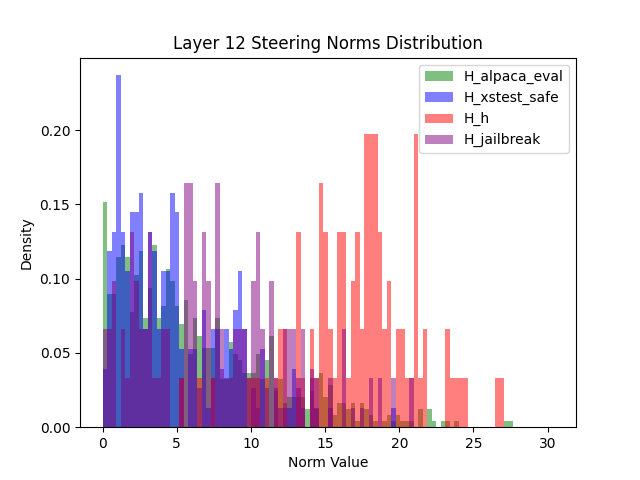 Layer 12 Steering Norms Distribution
H_alpaca_eval
H_xstest_safe
H_h
H_jailbreak
Density
0.20
0.15
0.10
0.05
0.00
0 5 10 15 20 25 30
Norm Value